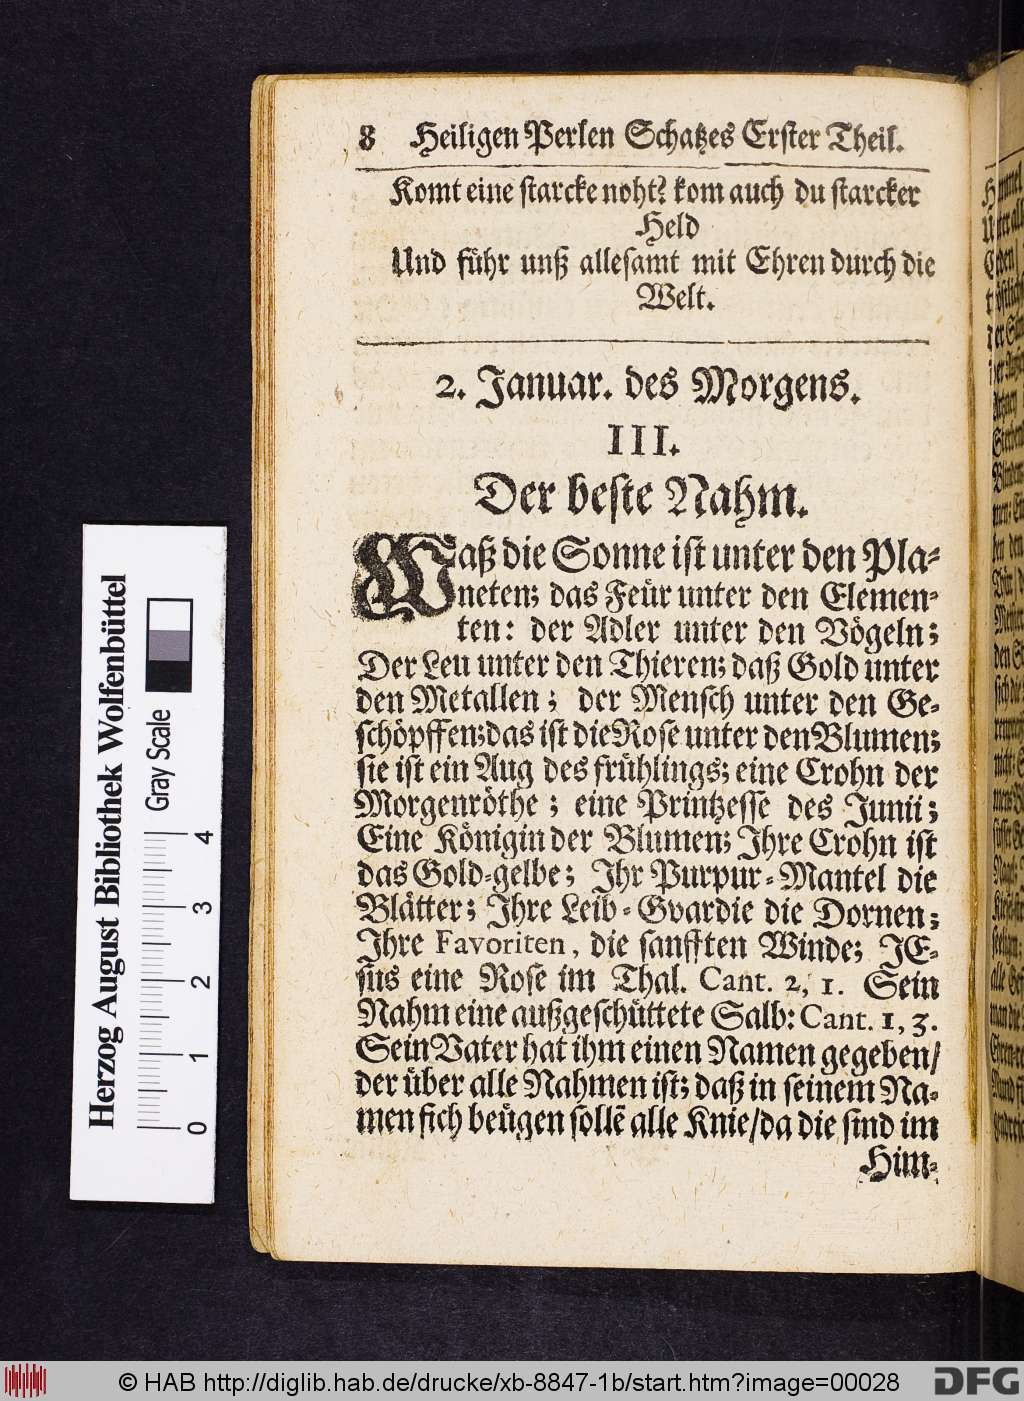 8 Heiligen Perlen Schatzes Erster Theil.
Komt eine starcke noht? kom auch du starcker
Held
Und führ unß allesamt mit Ehren durch die
Welt.
2. Januar. des Morgens.
III.
Der beste Nahm.
Waß die Sonne ist unter den Pla-
neten; das Feür unter den Elemen-
ten: der Adler unter den Vögeln;
Der Leu unter den Thieren; daß Gold unter
den Metallen; der Mensch unter den Ge-
schöpffen; das ist die Rose unter den Blumen;
sie ist ein Aug des frühlings; eine Crohn der
Morgenröthe; eine Printzesse des Junii;
Eine Königin der Blumen; Ihre Crohn ist
das Gold-gelbe; Ihr Purpur-Mantel die
Blätter; Ihre Leib-Gvardie die Dornen;
Ihre Favoriten, die sanfften Winde; JE-
sus eine Rose im Thal. Cant. 2, 1. Sein
Nahm eine außgeschüttete Salb: Cant. 1, 3.
Sein Vater hat ihm einen Namen gegeben/
der über alle Nahmen ist; daß in seinem Na-
men sich beügen sollẽ alle Knie/da die sind im
Him-
Herzog August Bibliothek Wolfenbüttel
Gray Scale
0 1 2 3 4
© HAB http://diglib.hab.de/drucke/xb-8847-1b/start.htm?image=00028
DFG